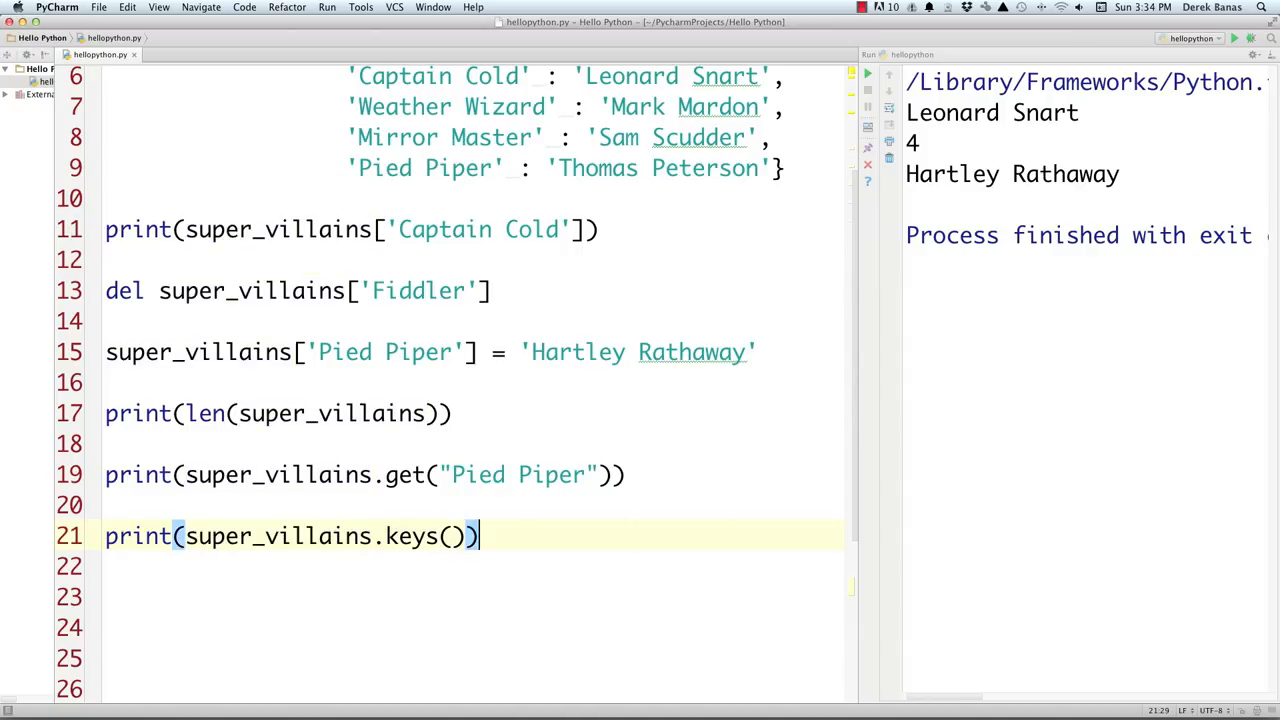 PyCharm File Edit View Navigate Code Refactor Run Tools VCS Window Help 10 Sun 3:34 PM Derek Banas
hellopython.py – Hello Python – [~/PycharmProjects/Hello Python]
Hello Python hellopython.py hellopython
hellopython.py Run hellopython
Hello P
hell
Externa
6 'Captain Cold' : 'Leonard Snart',
7 'Weather Wizard' : 'Mark Mardon',
8 'Mirror Master' : 'Sam Scudder',
9 'Pied Piper' : 'Thomas Peterson'}
10
11 print(super_villains['Captain Cold'])
12
13 del super_villains['Fiddler']
14
15 super_villains['Pied Piper'] = 'Hartley Rathaway'
16
17 print(len(super_villains))
18
19 print(super_villains.get("Pied Piper"))
20
21 print(super_villains.keys())
22
23
24
25
26
/Library/Frameworks/Python.
Leonard Snart
4
Hartley Rathaway
Process finished with exit
21:29 LF UTF-8